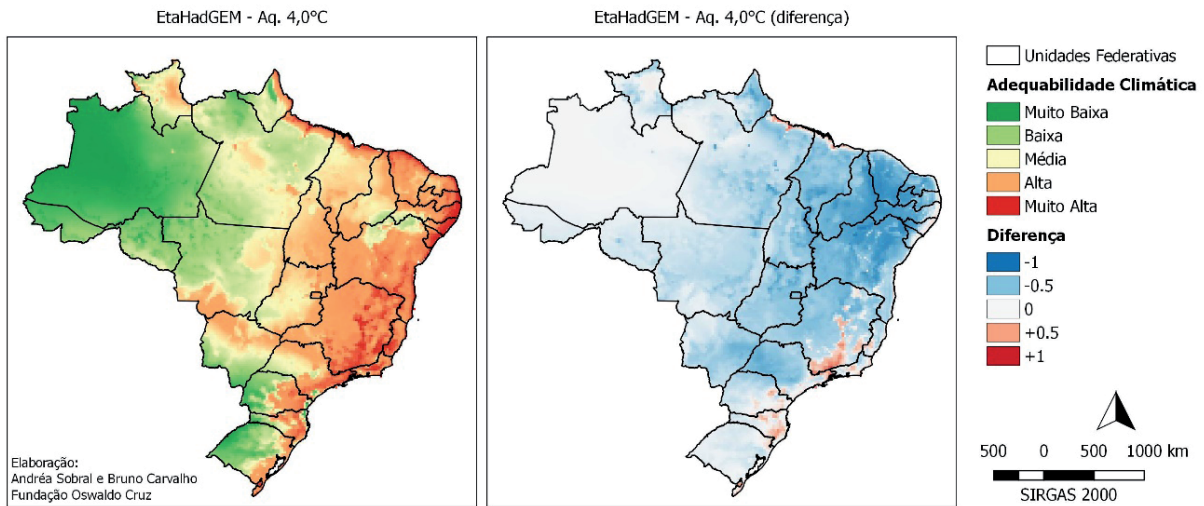 EtaHadGEM - Aq. 4,0°C
EtaHadGEM - Aq. 4,0°C (diferença)
Elaboração:
Andréa Sobral e Bruno Carvalho
Fundação Oswaldo Cruz
Unidades Federativas
Adequabilidade Climática
Muito Baixa
Baixa
Média
Alta
Muito Alta
Diferença
-1
-0.5
0
+0.5
+1
500 0 500 1000 km
SIRGAS 2000